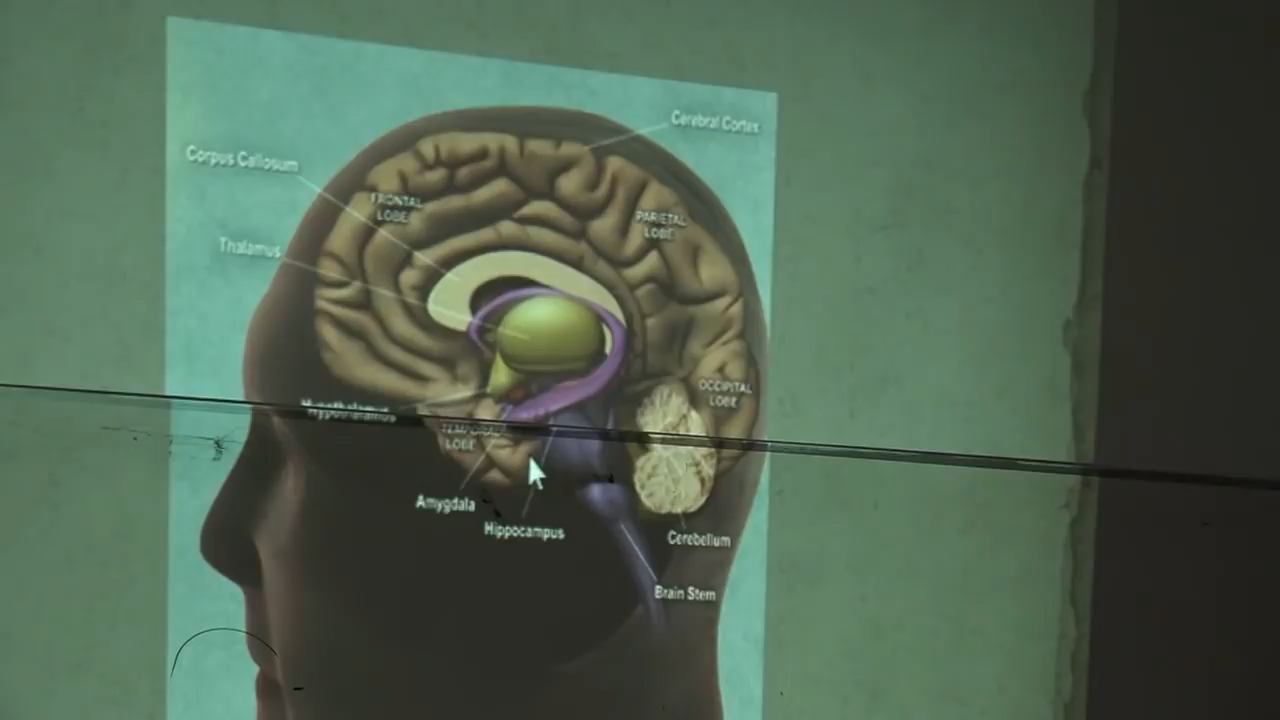 Cerebral Cortex
Corpus Callosum
FRONTAL
LOBE
PARIETAL
LOBE
Thalamus
OCCIPITAL
LOBE
Hypothalamus
TEMPORAL
LOBE
Amygdala
Hippocampus
Cerebellum
Brain Stem